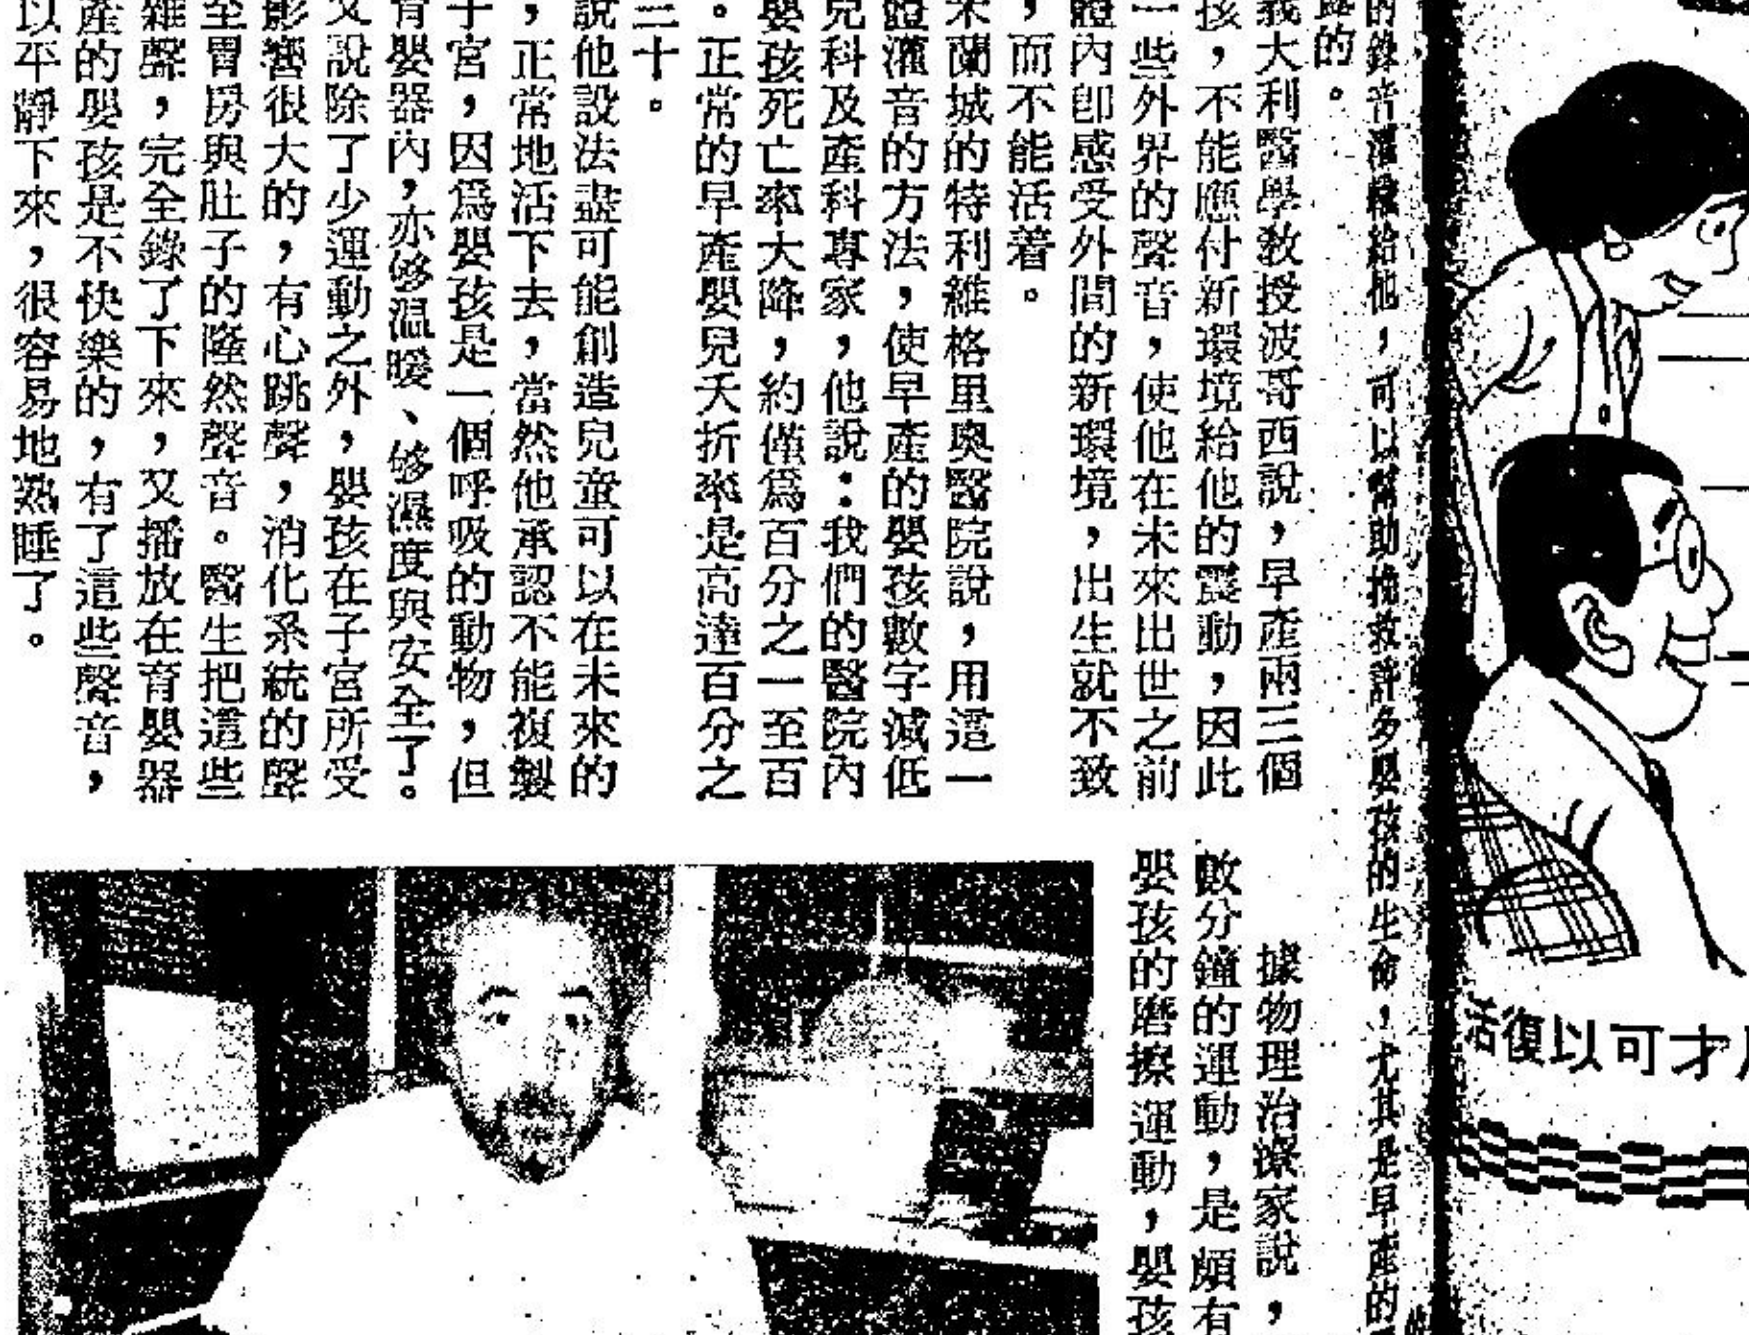 的錄音灌輸給他，可以幫助挽救許多嬰孩的生命，尤其是早產的
的。
義大利醫學教授波哥西說，早產兩三個
孩，不能應付新環境給他的震動，因此
一些外界的聲音，使他在未來出世之前
體內卽感受外間的新環境，出生就不致
，而不能活着。
米蘭城的特利維格里奧醫院說，用這一
體灌音的方法，使早產的嬰孩數字減低
兒科及產科專家，他說：我們的醫院內
嬰孩死亡率大降，約僅爲百分之一至百
。正常的早產嬰兒夭折率是高達百分之
三十。
說他設法盡可能創造兒童可以在未來的
，正常地活下去，當然他承認不能複製
子宮，因爲嬰孩是一個呼吸的動物，但
育嬰器內，亦够温暖、够濕度與安全了。
又說除了少運動之外，嬰孩在子宮所受
影響很大的，有心跳聲，消化系統的聲
至胃房與肚子的隆然聲音。醫生把這些
雜聲，完全錄了下來，又播放在育嬰器
產的嬰孩是不快樂的，有了這些聲音，
以平靜下來，很容易地熟睡了。
據物理治療家說，
數分鐘的運動，是頗有
嬰孩的磨擦運動，嬰孩
活復以可才